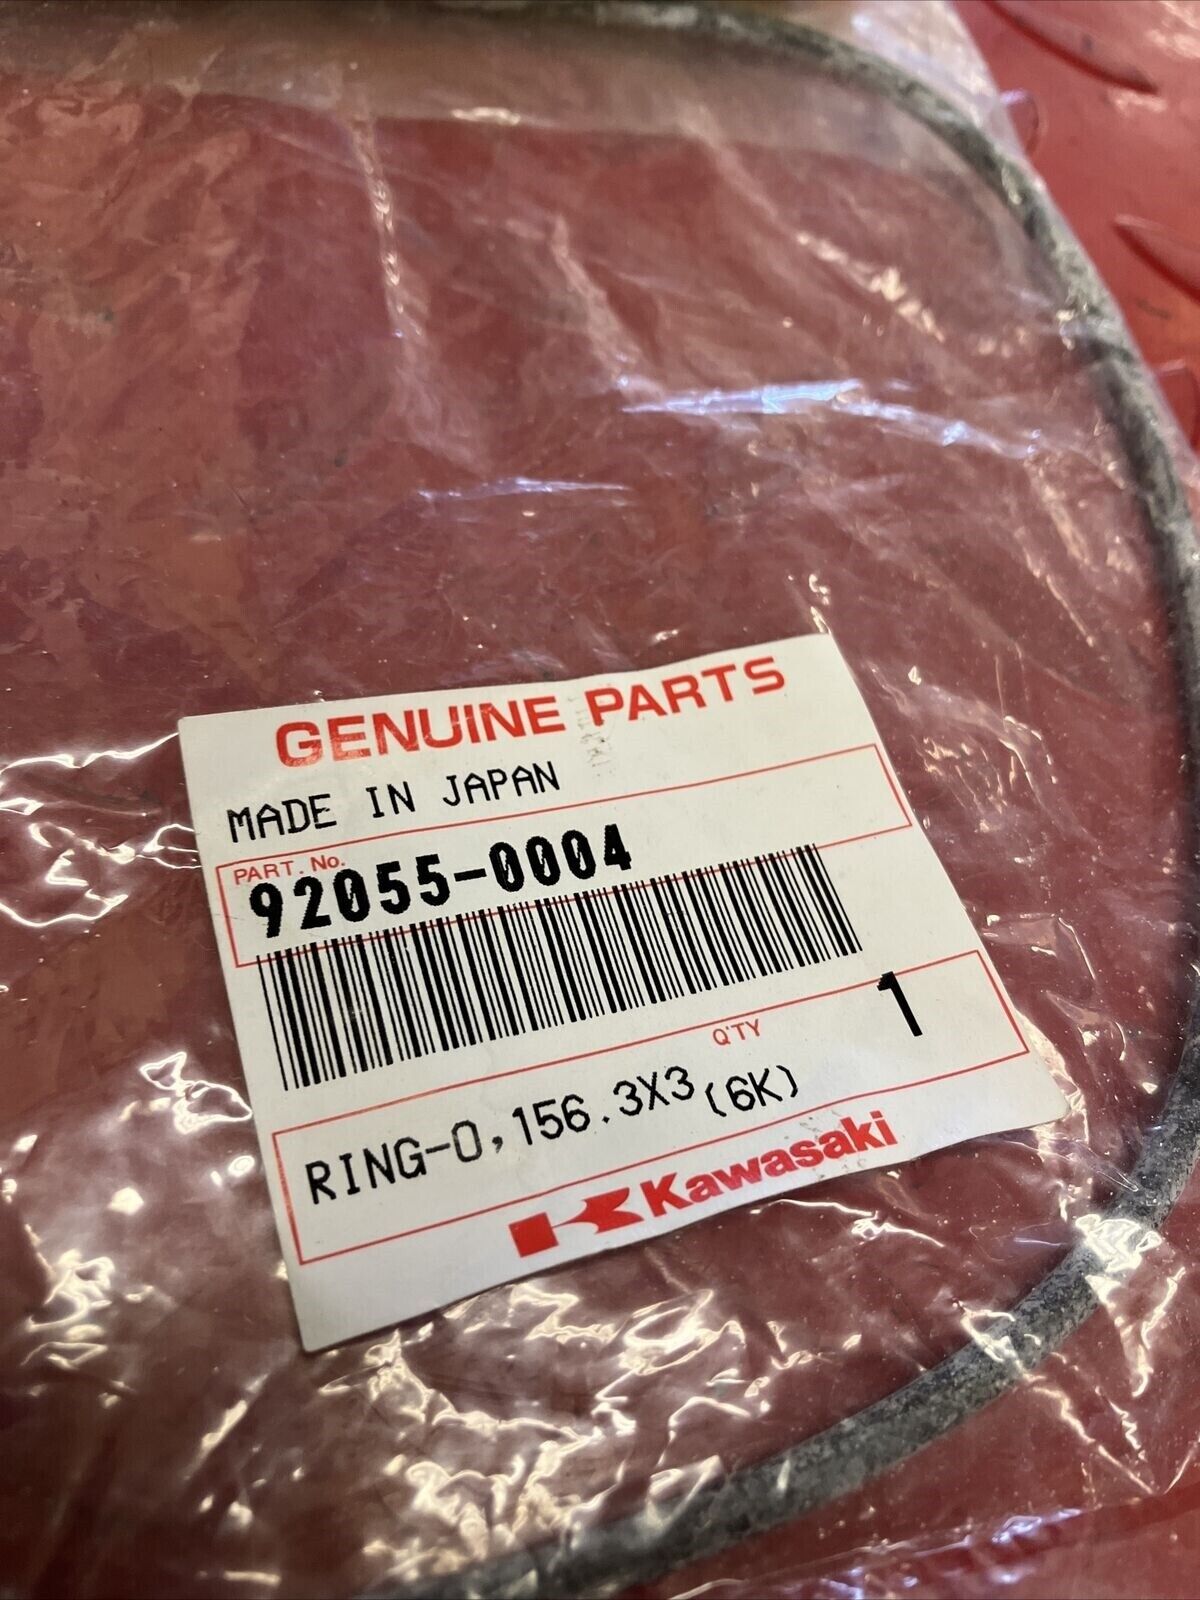 GENUINE PARTS
MADE IN JAPAN
PART. No.
92055-0004
Q'TY 1
RING-O, 156.3X3 (6K)
Kawasaki